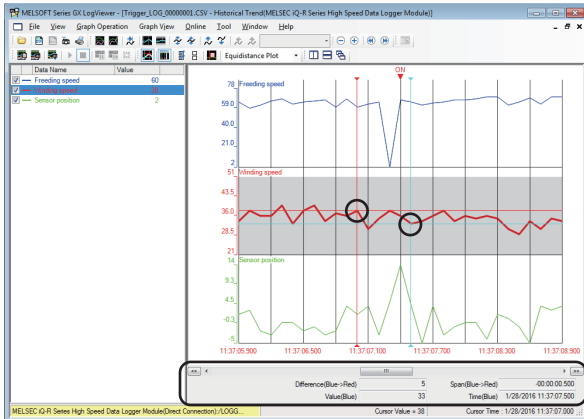 MELSOFT Series GX LogViewer - [Trigger_LOG_00000001.CSV - Historical Trend(MELSEC iQ-R Series High Speed Data Logger Module)]
File View Graph Operation Graph View Online Tool Window Help
Equidistance Plot
Data Name Value
Freeding speed 60
Winding speed 38
Sensor position 2
ON
78 Freeding speed
59.0
40.0
21.0
2
51 Winding speed
43.5
36.0
28.5
21
14 Sensor position
9.3
4.5
-0.3
-5
11:37:05.900 11:37:06.500 11:37:07.100 11:37:07.700 11:37:08.300 11:37:08.900
Difference(Blue->Red) 5 Span(Blue->Red) -00:00:00.500
Value(Blue) 33 Time(Blue) 1/28/2016 11:37:07.500
MELSEC iQ-R Series High Speed Data Logger Module(Direct Connection):/LOGG... Cursor Value = 38 Cursor Time : 1/28/2016 11:37:07.000